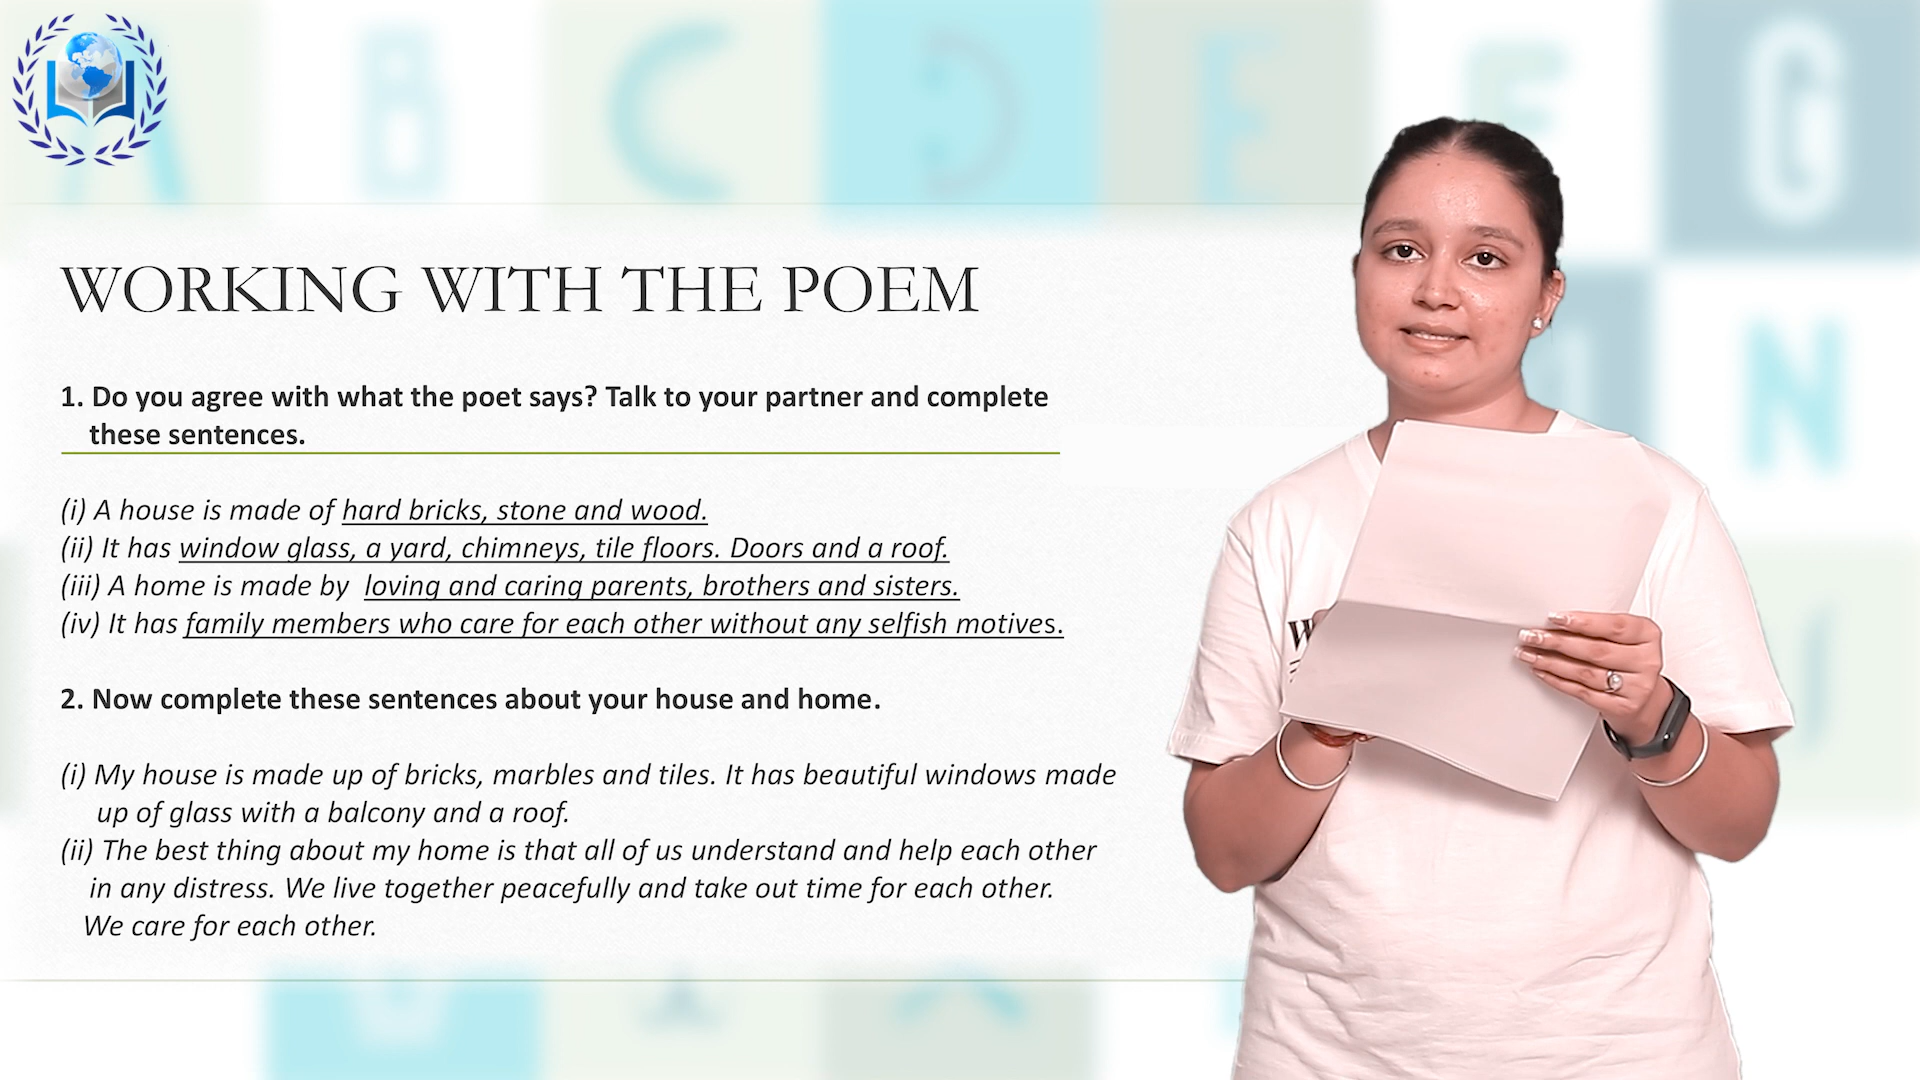 A B C D E F G
N
WORKING WITH THE POEM
1. Do you agree with what the poet says? Talk to your partner and complete
these sentences.
(i) A house is made of hard bricks, stone and wood.
(ii) It has window glass, a yard, chimneys, tile floors. Doors and a roof.
(iii) A home is made by loving and caring parents, brothers and sisters.
(iv) It has family members who care for each other without any selfish motives.
2. Now complete these sentences about your house and home.
(i) My house is made up of bricks, marbles and tiles. It has beautiful windows made
up of glass with a balcony and a roof.
(ii) The best thing about my home is that all of us understand and help each other
in any distress. We live together peacefully and take out time for each other.
We care for each other.